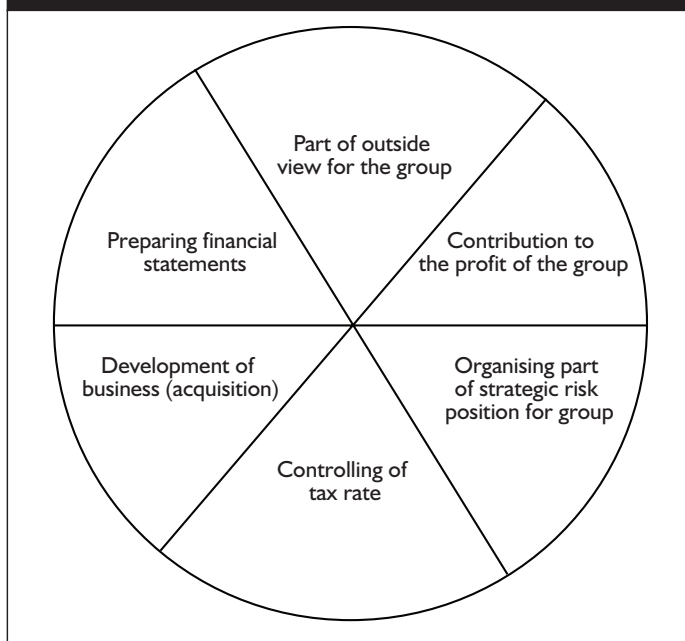 Part of outside
view for the group
Contribution to
the profit of the group
Organising part
of strategic risk
position for group
Controlling of
tax rate
Development of
business (acquisition)
Preparing financial
statements